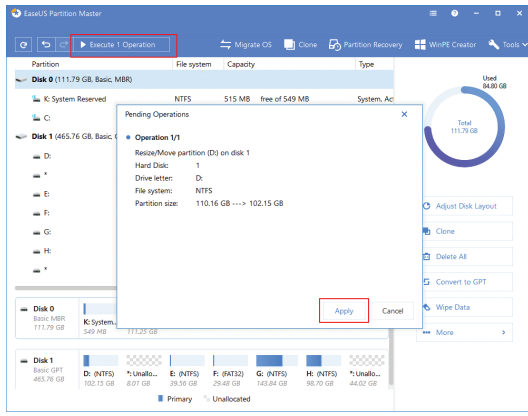 EaseUS Partition Master
Execute 1 Operation
Migrate OS
Clone
Partition Recovery
WinPE Creator
Tools
Partition
File system
Capacity
Type
Disk 0 (111.79 GB, Basic, MBR)
K: System Reserved
NTFS
515 MB free of 549 MB
System, Act
C:
Disk 1 (465.76 GB, Basic, G
D:
*
E:
F:
G:
H:
*
Pending Operations
Operation 1/1
Resize/Move partition (D:) on disk 1
Hard Disk: 1
Drive letter: D:
File system: NTFS
Partition size: 110.16 GB ---> 102.15 GB
Apply
Cancel
Used
84.80 GB
Total
111.79 GB
Adjust Disk Layout
Clone
Delete All
Convert to GPT
Wipe Data
More
Disk 0
Basic MBR
111.79 GB
K: System.
549 MB
111.25 GB
Disk 1
Basic GPT
465.76 GB
D: (NTFS)
102.15 GB
*: Unallo...
8.01 GB
E: (NTFS)
39.56 GB
F: (FAT32)
29.48 GB
G: (NTFS)
143.84 GB
H: (NTFS)
98.70 GB
*: Unallo...
44.02 GB
Primary
Unallocated